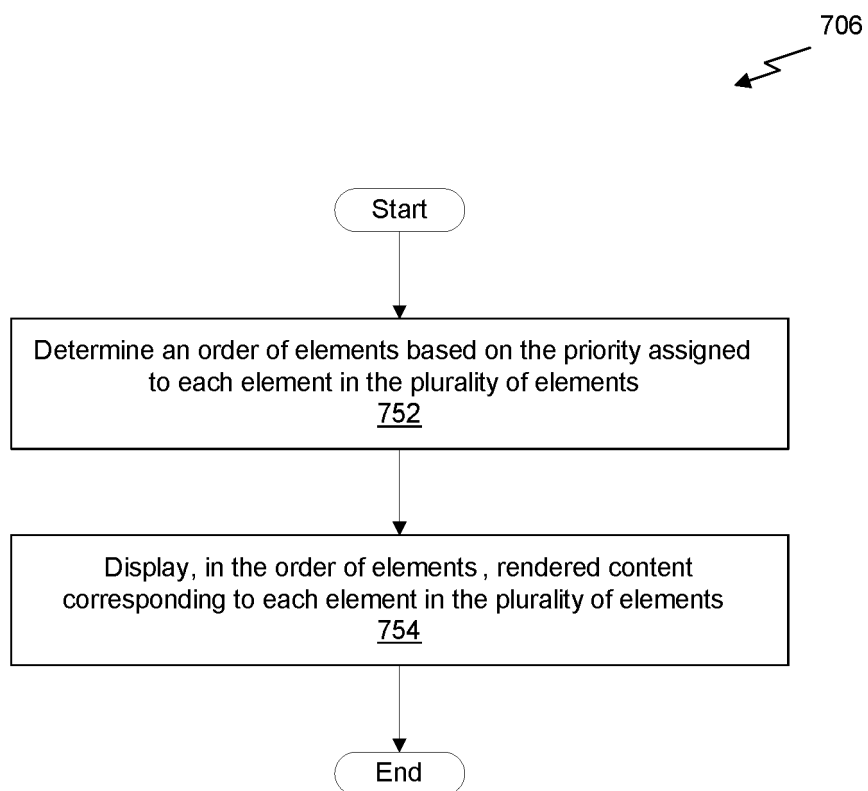 706
Start
Determine an order of elements based on the priority assigned
to each element in the plurality of elements
752
Display, in the order of elements , rendered content
corresponding to each element in the plurality of elements
754
End